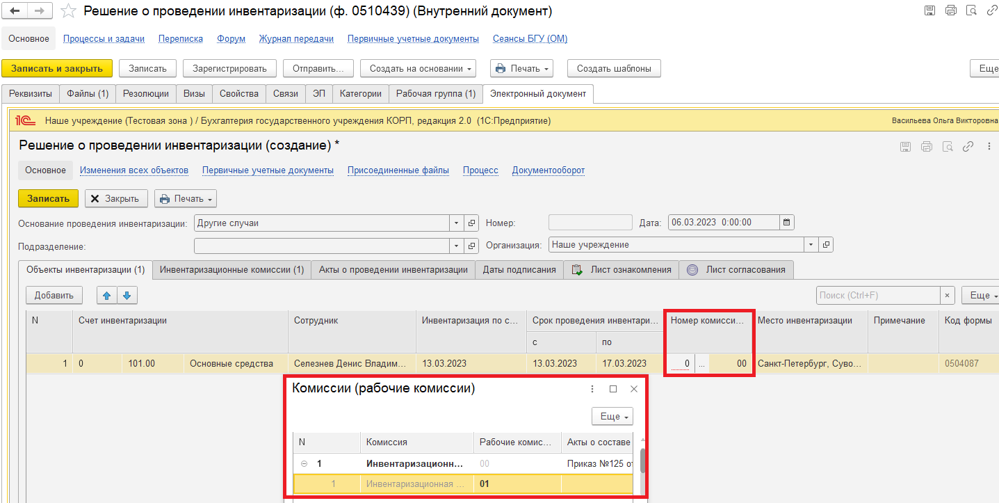 Решение о проведении инвентаризации (ф. 0510439) (Внутренний документ)
Основное Процессы и задачи Переписка Форум Журнал передачи Первичные учетные документы Сеансы БГУ (ОМ)
Записать и закрыть Записать Зарегистрировать Отправить... Создать на основании Печать Создать шаблоны Еще
Реквизиты Файлы (1) Резолюции Визы Свойства Связи ЭП Категории Рабочая группа (1) Электронный документ
1С Наше учреждение (Тестовая зона ) / Бухгалтерия государственного учреждения КОРП, редакция 2.0 (1С:Предприятие) Васильева Ольга Викторовна
Решение о проведении инвентаризации (создание) *
Основное Изменения всех объектов Первичные учетные документы Присоединенные файлы Процесс Документооборот
Записать Закрыть Печать
Основание проведения инвентаризации: Другие случаи Номер: Дата: 06.03.2023 0:00:00
Подразделение: Организация: Наше учреждение
Объекты инвентаризации (1) Инвентаризационные комиссии (1) Акты о проведении инвентаризации Даты подписания Лист ознакомления Лист согласования
Добавить Поиск (Ctrl+F) × Еще
N Счет инвентаризации Сотрудник Инвентаризация по с... Срок проведения инвентари... Номер комисси... Место инвентаризации Примечание Код формы
с по
1 0 101.00 Основные средства Селезнев Денис Владим... 13.03.2023 13.03.2023 17.03.2023 0 ... 00 Санкт-Петербург, Суво... 0504087
Комиссии (рабочие комиссии)
Еще
N Комиссия Рабочие комис... Акты о составе
1 Инвентаризационн... 00 Приказ №125 от
1 Инвентаризационная ... 01